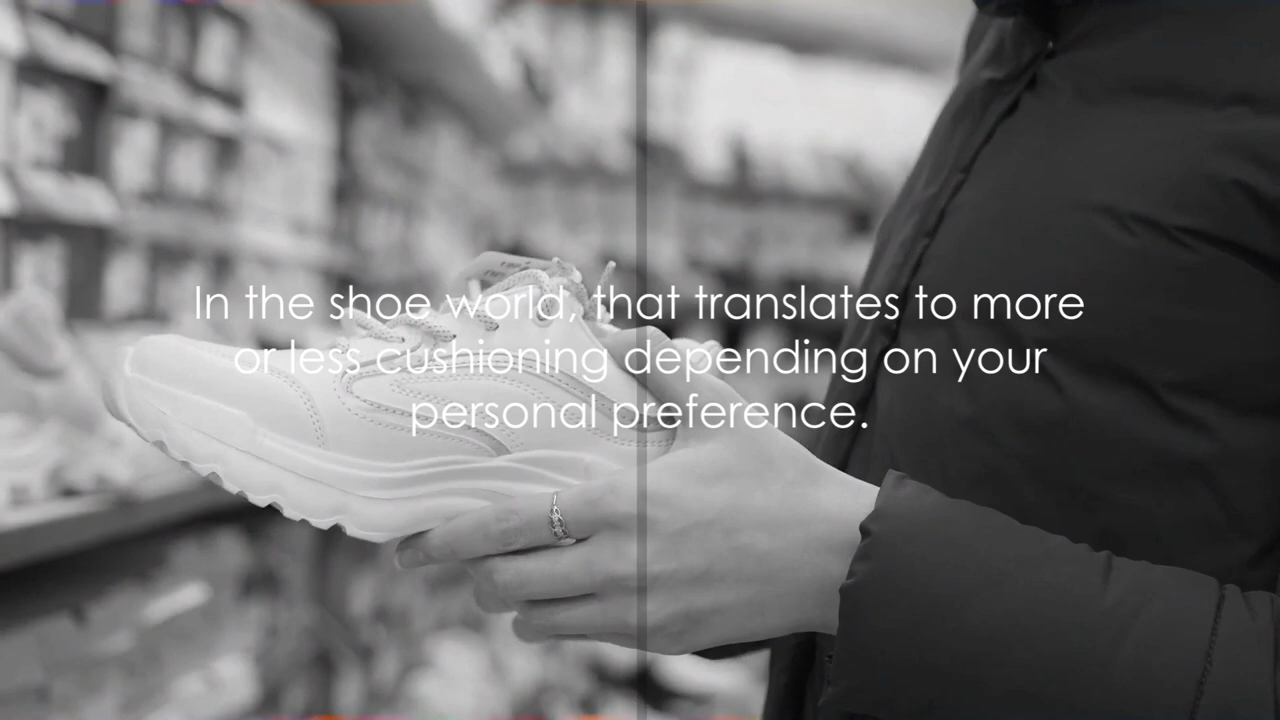 In the shoe world, that translates to more
or less cushioning depending on your
personal preference.